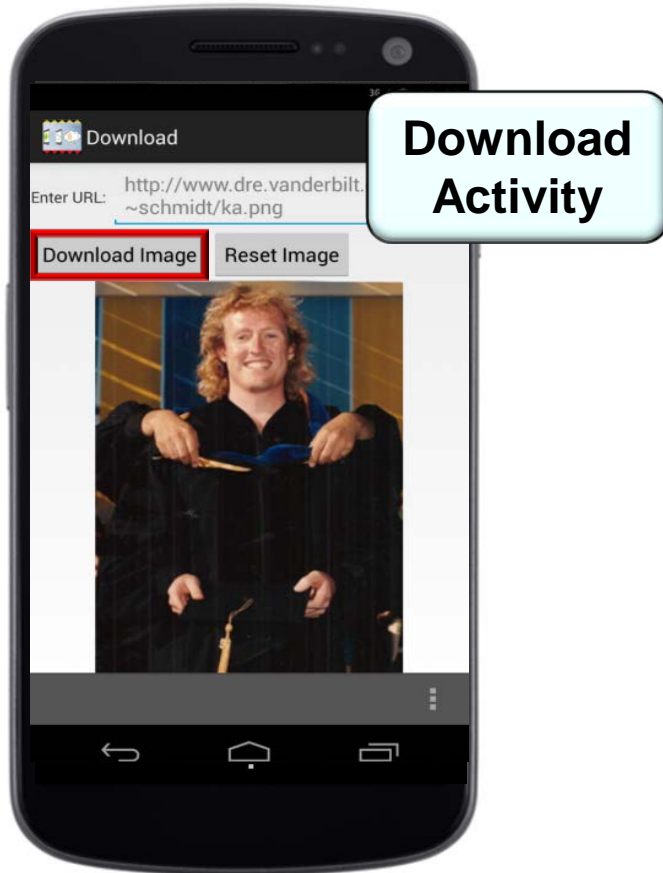 Download
Activity
Download
Enter URL:
http://www.dre.vanderbilt.
~schmidt/ka.png
Download Image
Reset Image